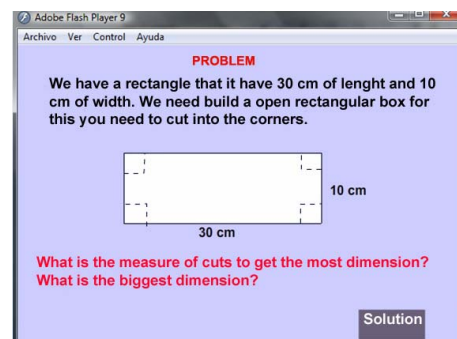 Adobe Flash Player 9
Archivo Ver Control Ayuda
PROBLEM
We have a rectangle that it have 30 cm of lenght and 10
cm of width. We need build a open rectangular box for
this you need to cut into the corners.
10 cm
30 cm
What is the measure of cuts to get the most dimension?
What is the biggest dimension?
Solution